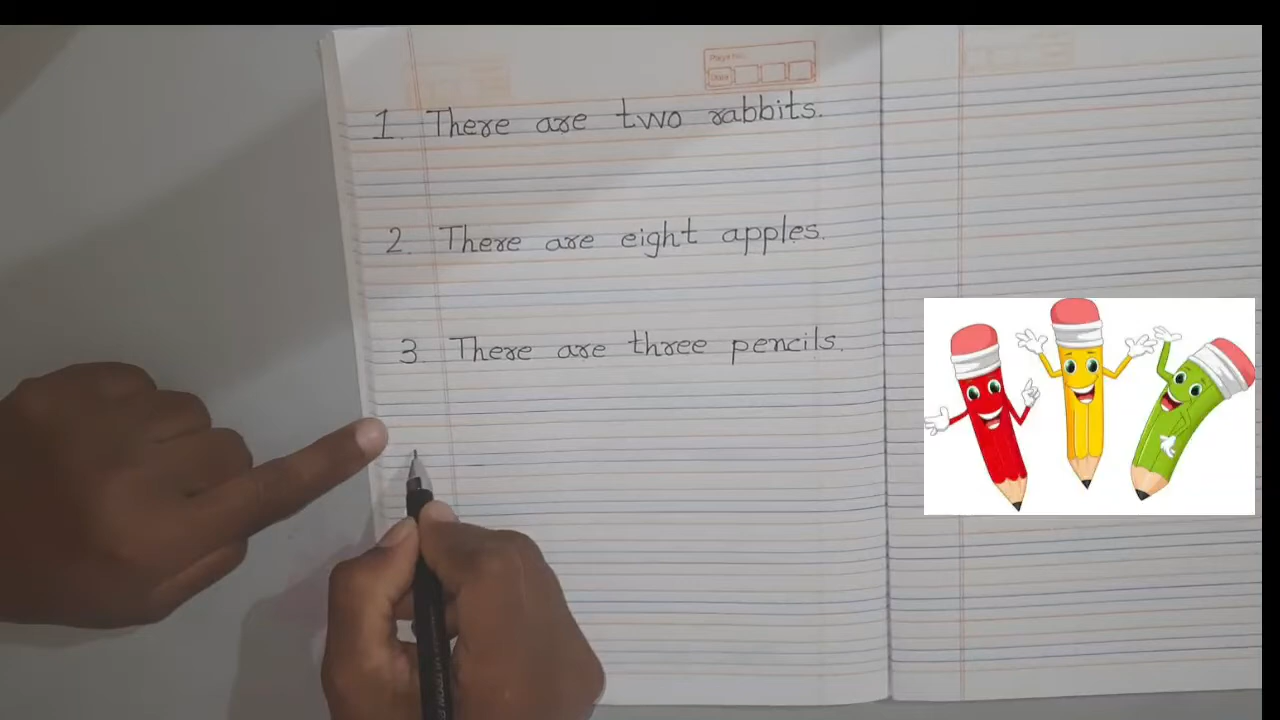 1. There are two rabbits.
2. There are eight apples.
3. There are three pencils.